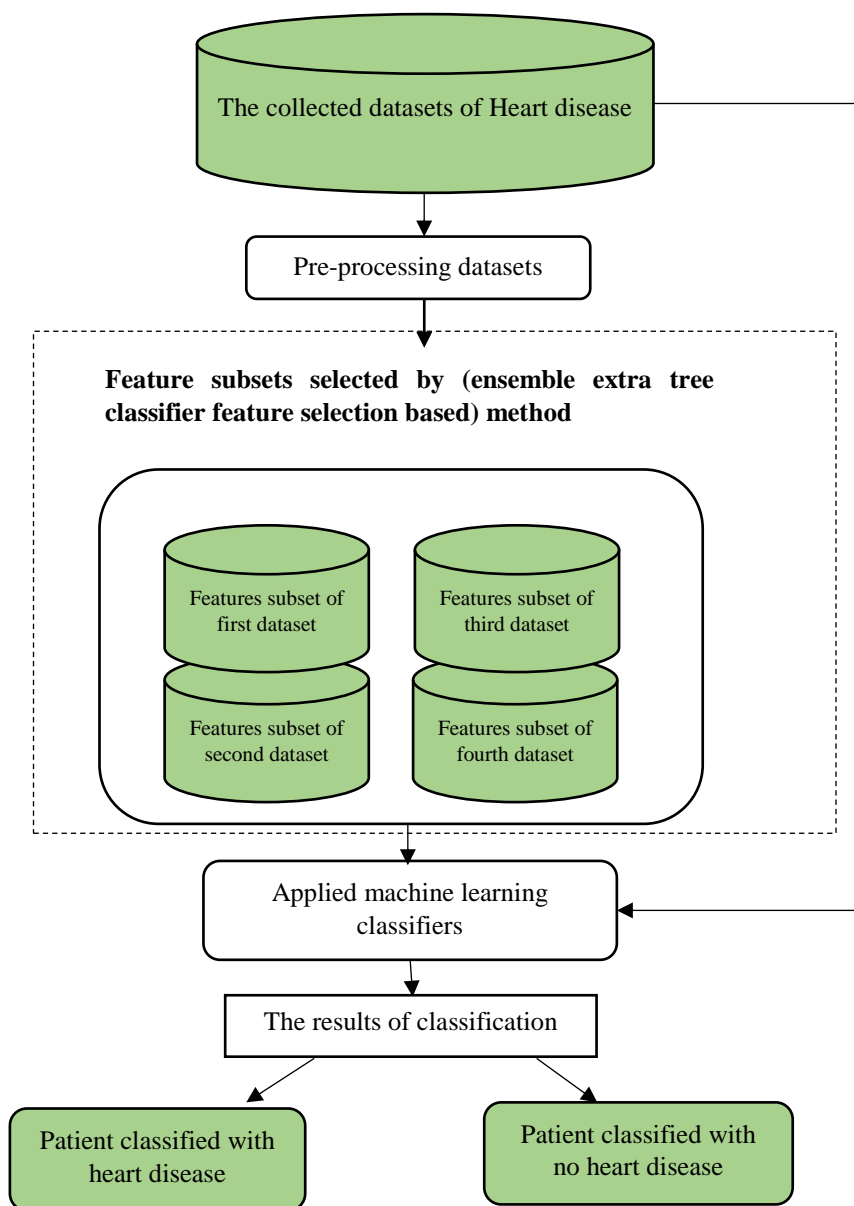 The collected datasets of Heart disease
Pre-processing datasets
Feature subsets selected by (ensemble extra tree
classifier feature selection based) method
Features subset of
first dataset
Features subset of
third dataset
Features subset of
second dataset
Features subset of
fourth dataset
Applied machine learning
classifiers
The results of classification
Patient classified with
heart disease
Patient classified with
no heart disease